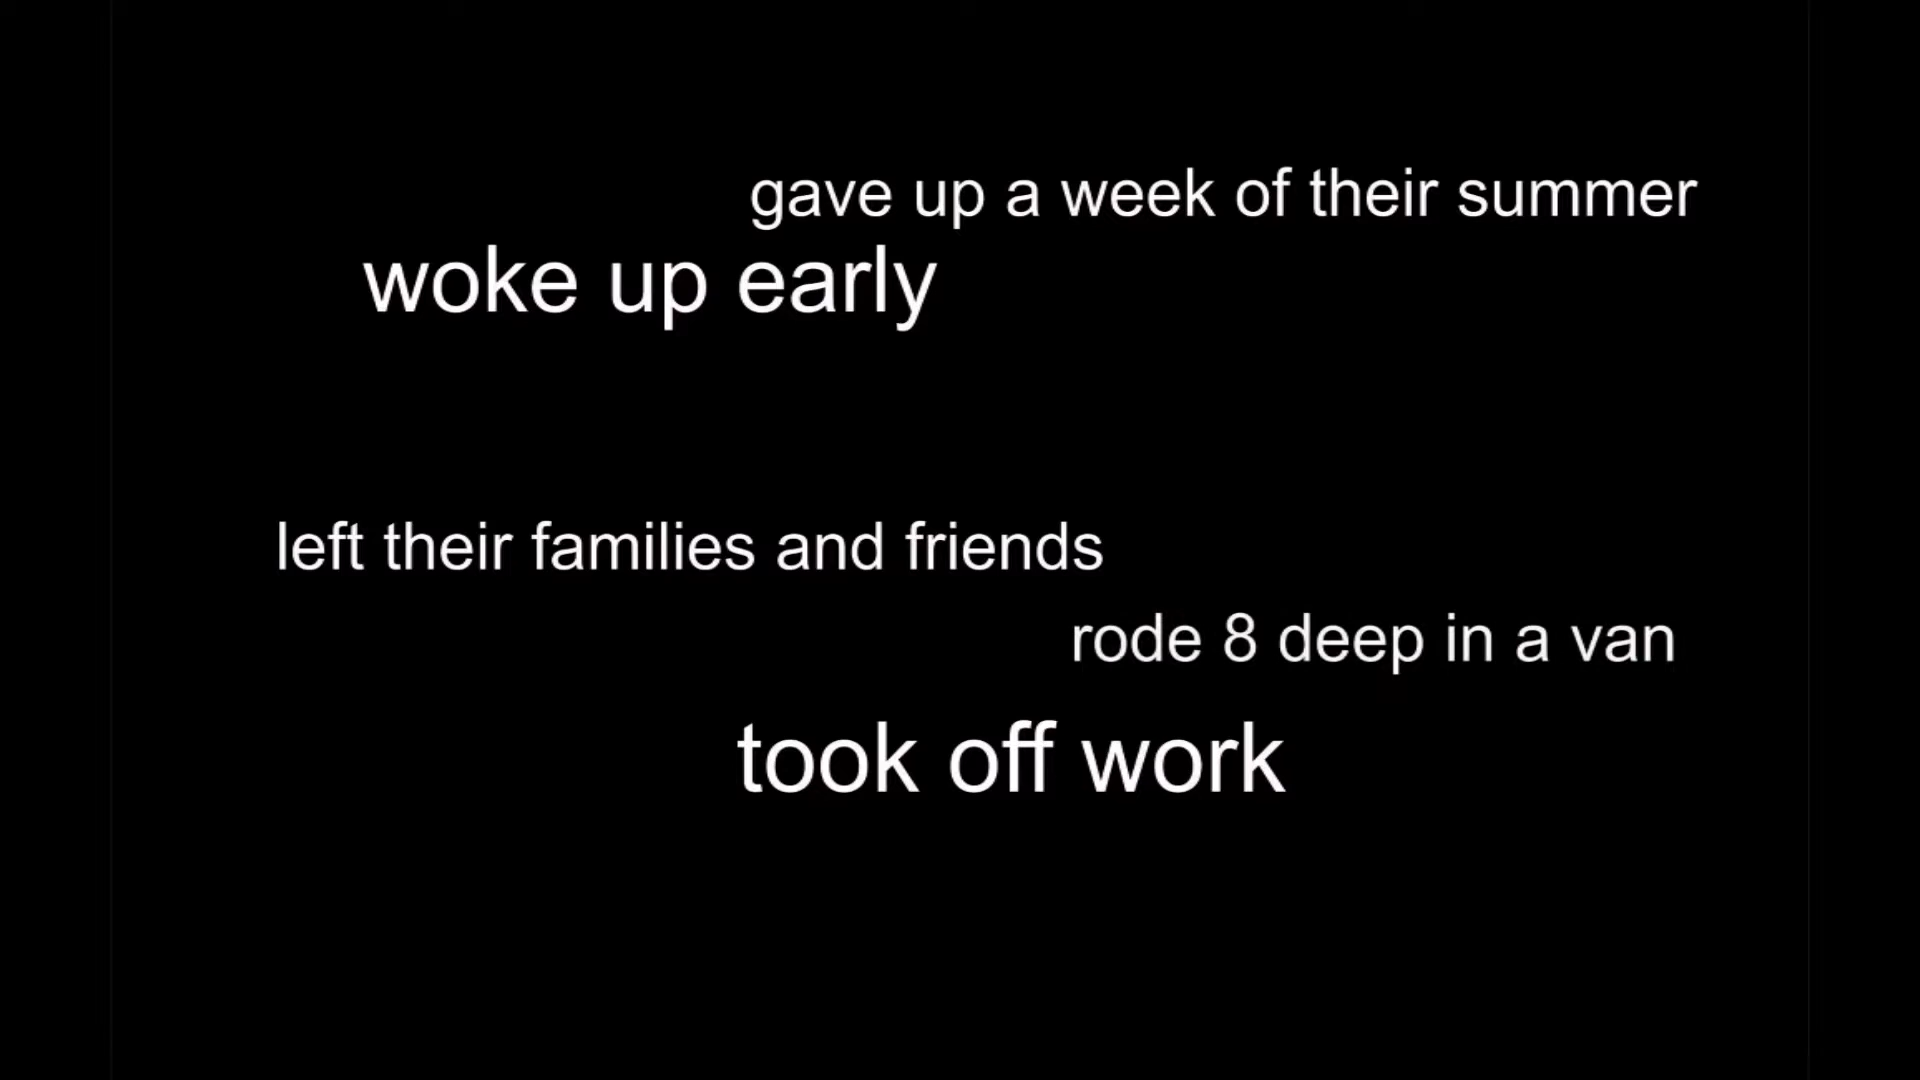 gave up a week of their summer
woke up early
left their families and friends
rode 8 deep in a van
took off work